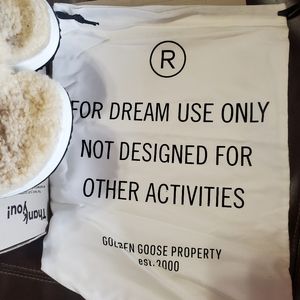 ®
FOR DREAM USE ONLY
NOT DESIGNED FOR
OTHER ACTIVITIES
GOLDEN GOOSE PROPERTY
est. 2000
Thank
you!